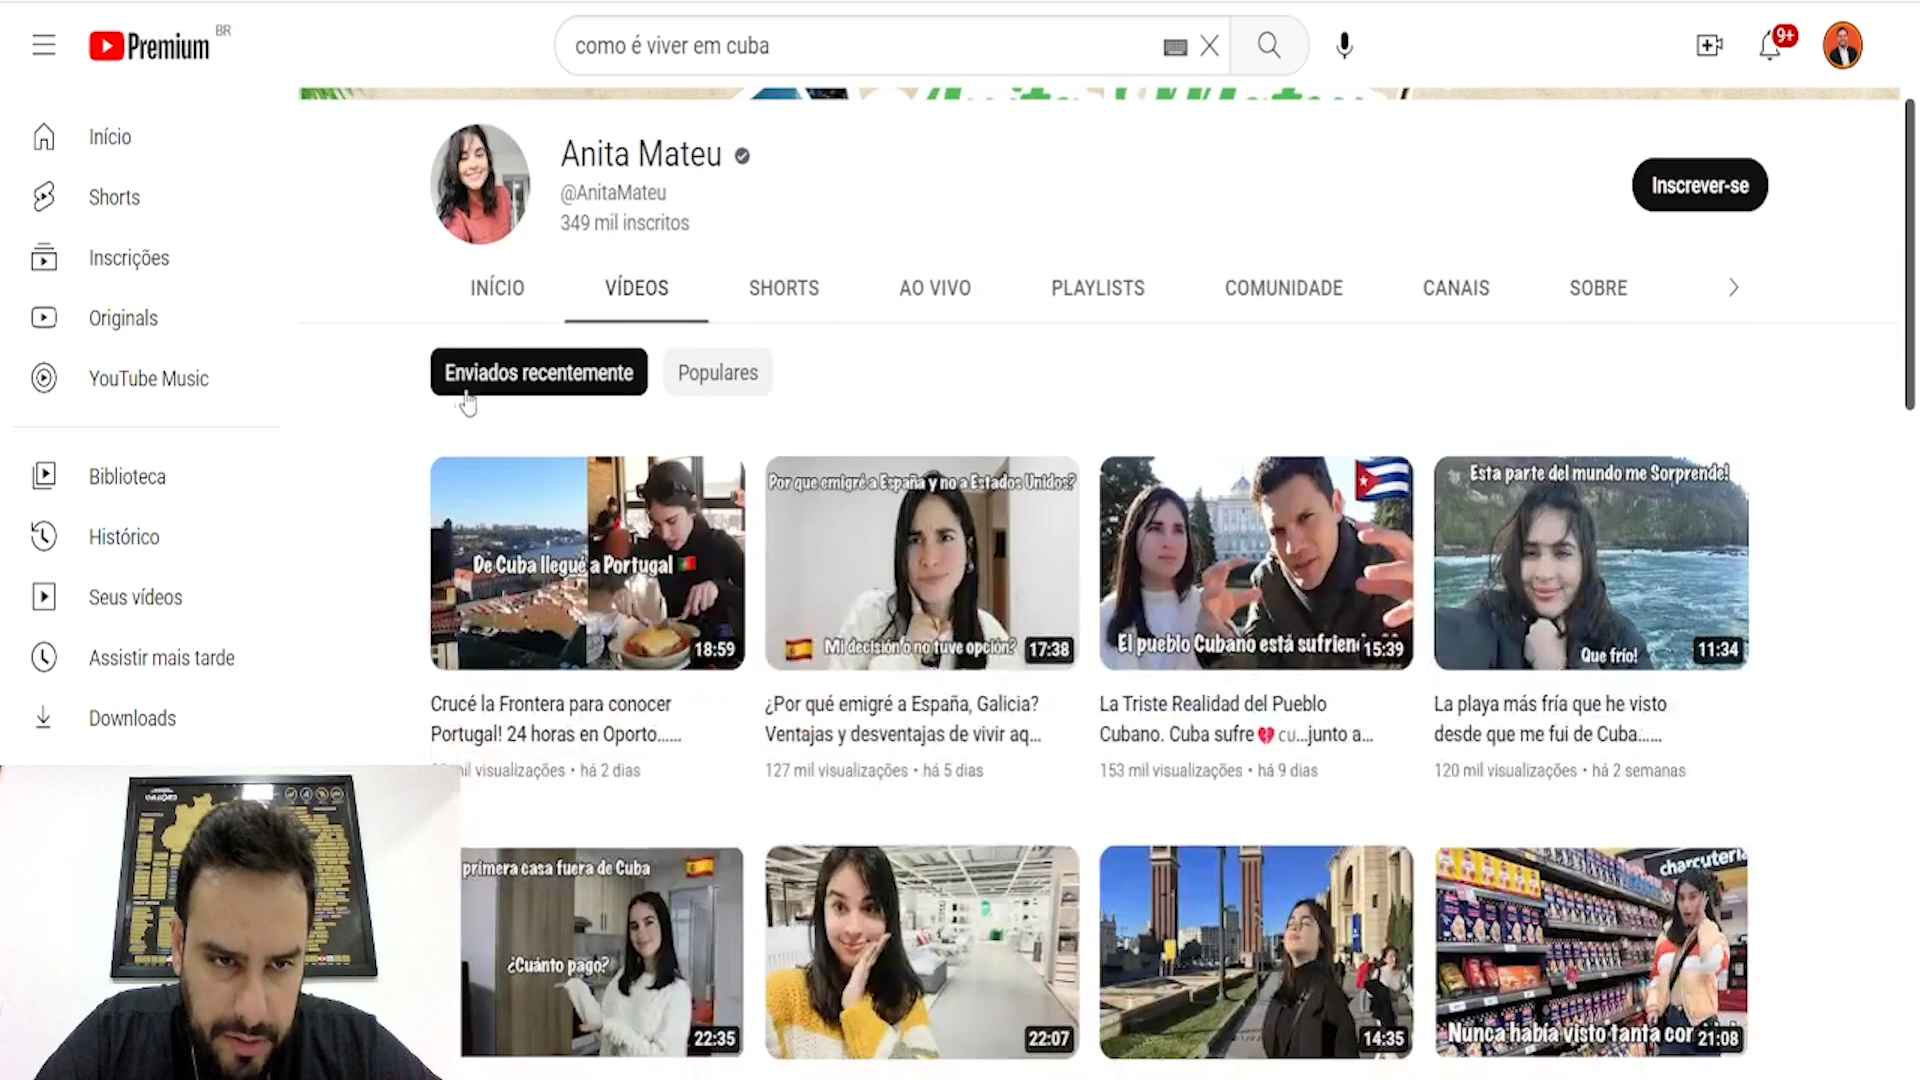 Premium BR
como é viver em cuba
9+
Início
Shorts
Inscrições
Originals
YouTube Music
Biblioteca
Histórico
Seus vídeos
Assistir mais tarde
Downloads
Anita Mateu
@AnitaMateu
349 mil inscritos
Inscrever-se
INÍCIO VÍDEOS SHORTS AO VIVO PLAYLISTS COMUNIDADE CANAIS SOBRE
Enviados recentemente Populares
De Cuba llegué a Portugal
18:59
Crucé la Frontera para conocer
Portugal! 24 horas en Oporto......
mil visualizações • há 2 dias
Por que emigré a España y no a Estados Unidos?
Mi decisión o no tuve opción?
17:38
¿Por qué emigré a España, Galicia?
Ventajas y desventajas de vivir aq...
127 mil visualizações • há 5 dias
El pueblo Cubano está sufrien
15:39
La Triste Realidad del Pueblo
Cubano. Cuba sufre 💔 cu...junto a...
153 mil visualizações • há 9 dias
Esta parte del mundo me Sorprende!
Que frío!
11:34
La playa más fría que he visto
desde que me fui de Cuba......
120 mil visualizações • há 2 semanas
primera casa fuera de Cuba
¿Cuánto pago?
22:35
22:07
14:35
charcuterí
Nunca había visto tanta cor
21:08